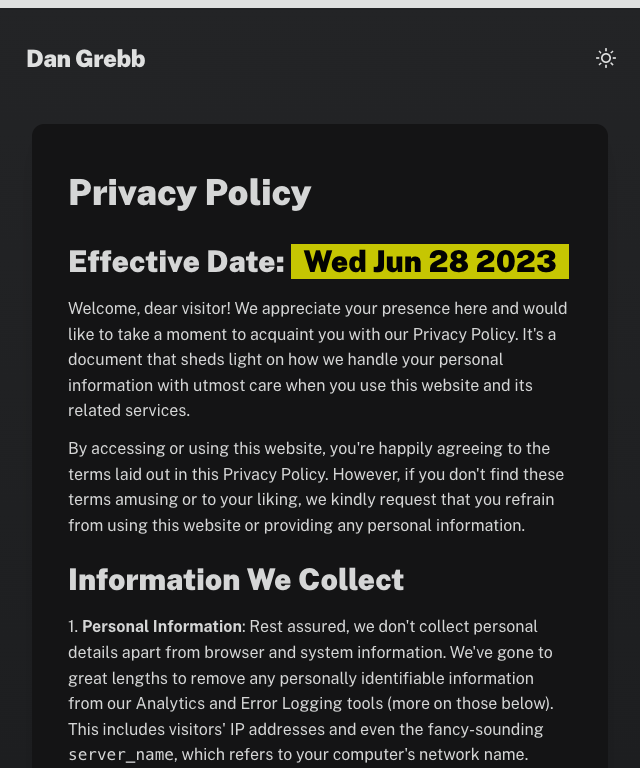 Dan Grebb
Privacy Policy
Effective Date: Wed Jun 28 2023
Welcome, dear visitor! We appreciate your presence here and would
like to take a moment to acquaint you with our Privacy Policy. It's a
document that sheds light on how we handle your personal
information with utmost care when you use this website and its
related services.
By accessing or using this website, you're happily agreeing to the
terms laid out in this Privacy Policy. However, if you don't find these
terms amusing or to your liking, we kindly request that you refrain
from using this website or providing any personal information.
Information We Collect
1. Personal Information: Rest assured, we don't collect personal
details apart from browser and system information. We've gone to
great lengths to remove any personally identifiable information
from our Analytics and Error Logging tools (more on those below).
This includes visitors' IP addresses and even the fancy-sounding
server_name, which refers to your computer's network name.